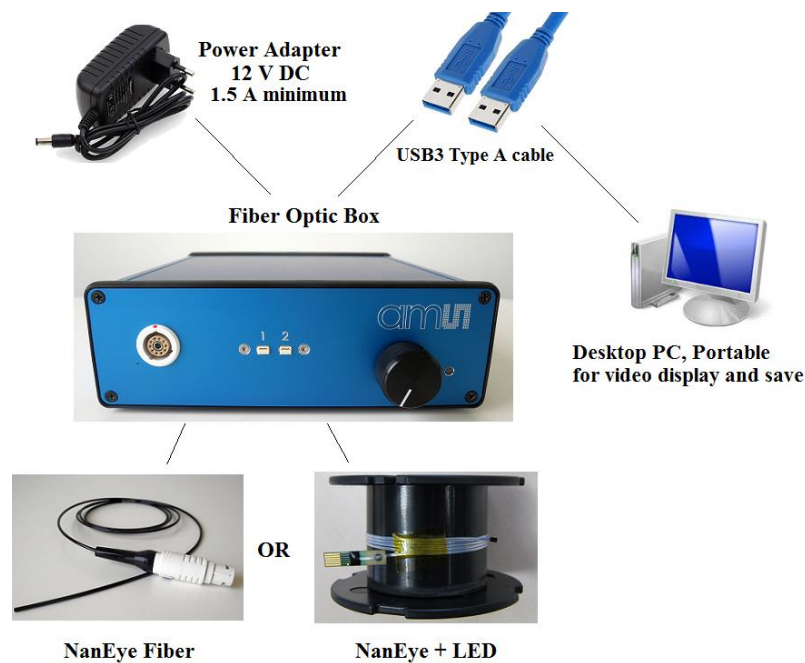 Power Adapter
12 V DC
1.5 A minimum
USB3 Type A cable
Fiber Optic Box
amu
1 2
Desktop PC, Portable
for video display and save
OR
NanEye Fiber
NanEye + LED